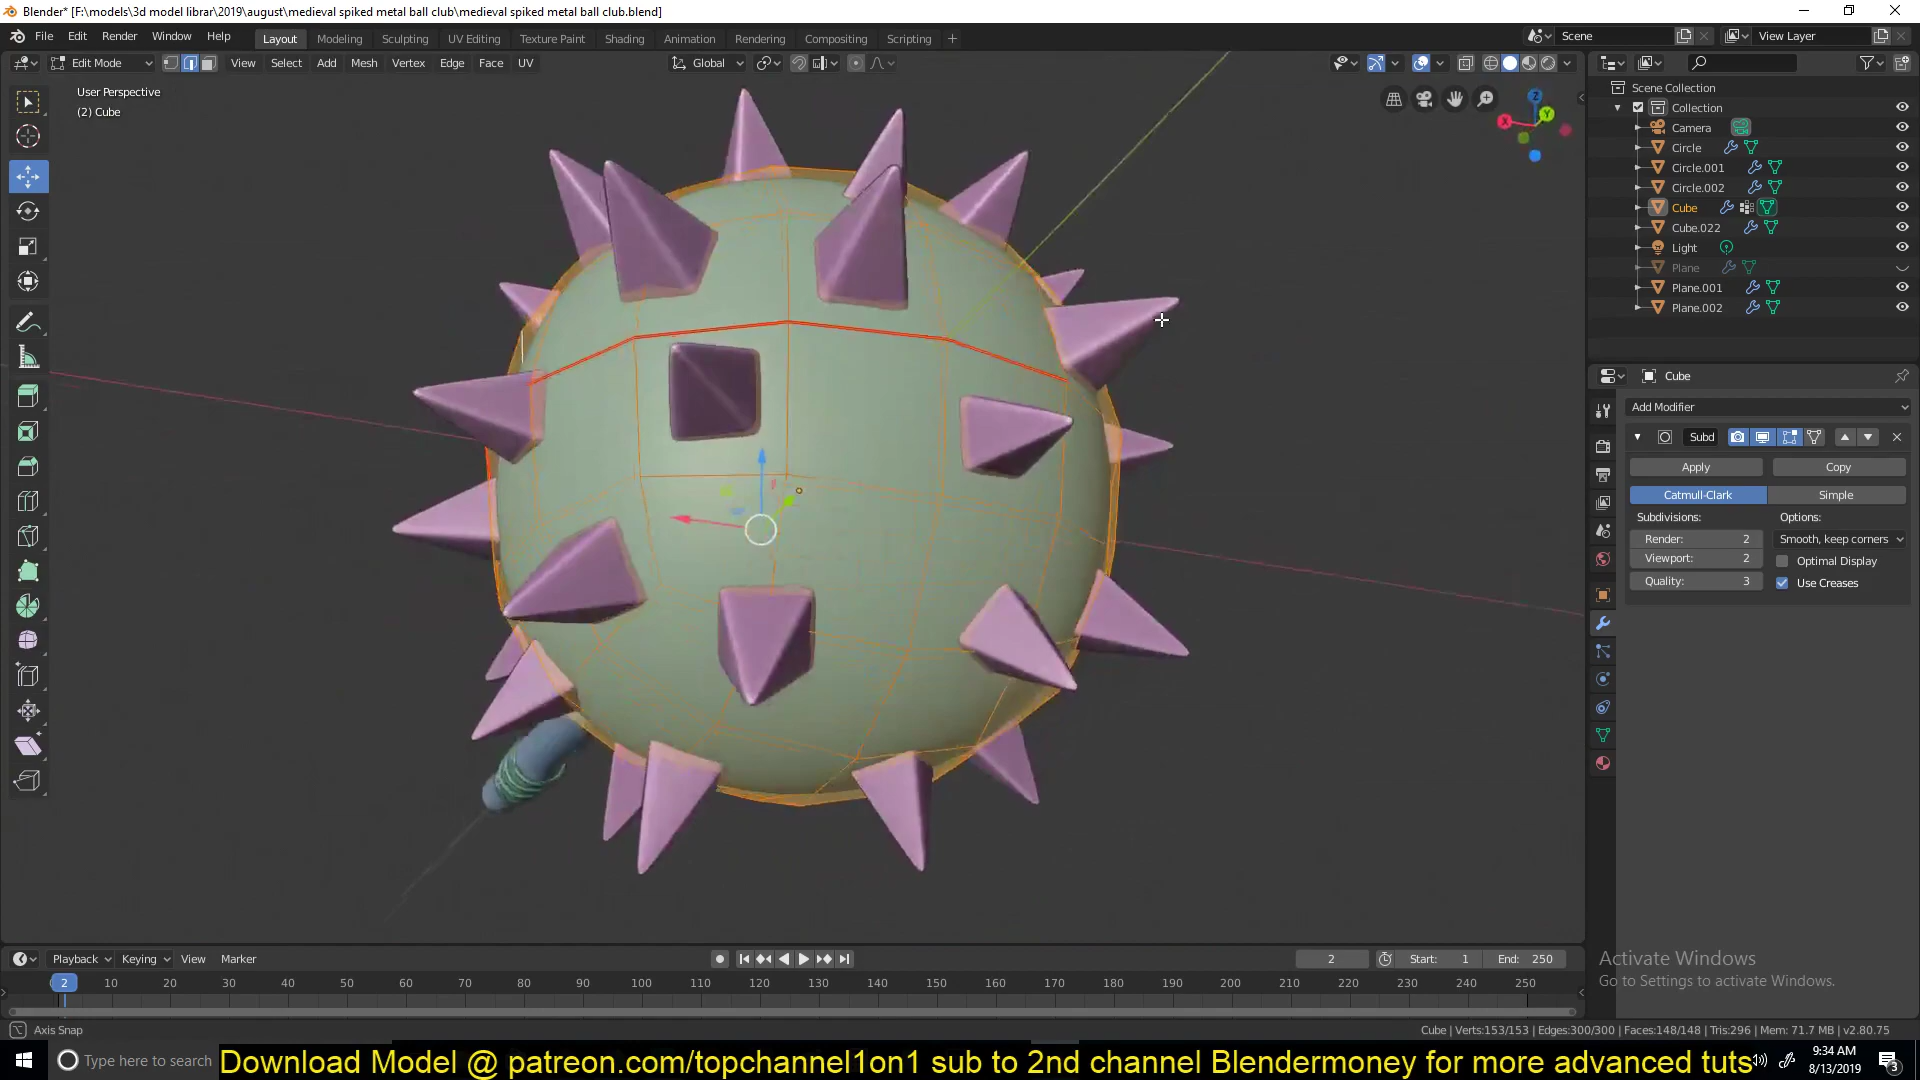 Blender* [F:\models\3d model librar\2019\august\medieval spiked metal ball club\medieval spiked metal ball club.blend]
File Edit Render Window Help Layout Modeling Sculpting UV Editing Texture Paint Shading Animation Rendering Compositing Scripting + Scene View Layer
Edit Mode View Select Add Mesh Vertex Edge Face UV Global
User Perspective
(2) Cube
Z
Y
X
Scene Collection
Collection
Camera
Circle
Circle.001
Circle.002
Cube
Cube.022
Light
Plane
Plane.001
Plane.002
Cube
Add Modifier
Subd
Apply Copy
Catmull-Clark Simple
Subdivisions: Options:
Render: 2 Smooth, keep corners
Viewport: 2 Optimal Display
Quality: 3 Use Creases
Playback Keying View Marker 2 Start: 1 End: 250
2 10 20 30 40 50 60 70 80 90 100 110 120 130 140 150 160 170 180 190 200 210 220 230 240 250
Activate Windows
Go to Settings to activate Windows.
Axis Snap Cube | Verts:153/153 | Edges:300/300 | Faces:148/148 | Tris:296 | Mem: 71.7 MB | v2.80.75
Type here to search
Download Model @ patreon.com/topchannel1on1 sub to 2nd channel Blendermoney for more advanced tuts
9:34 AM
8/13/2019
3